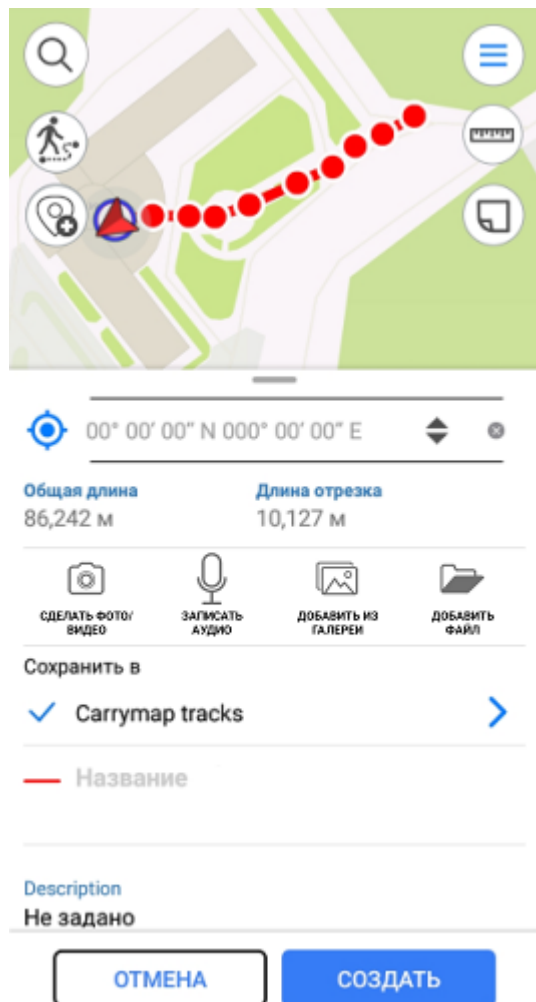 00° 00′ 00″ N 000° 00′ 00″ E
Общая длина Длина отрезка
86,242 м 10,127 м
СДЕЛАТЬ ФОТО/ ЗАПИСАТЬ ДОБАВИТЬ ИЗ ДОБАВИТЬ
ВИДЕО АУДИО ГАЛЕРЕИ ФАЙЛ
Сохранить в
Carrymap tracks
Название
Description
Не задано
ОТМЕНА СОЗДАТЬ